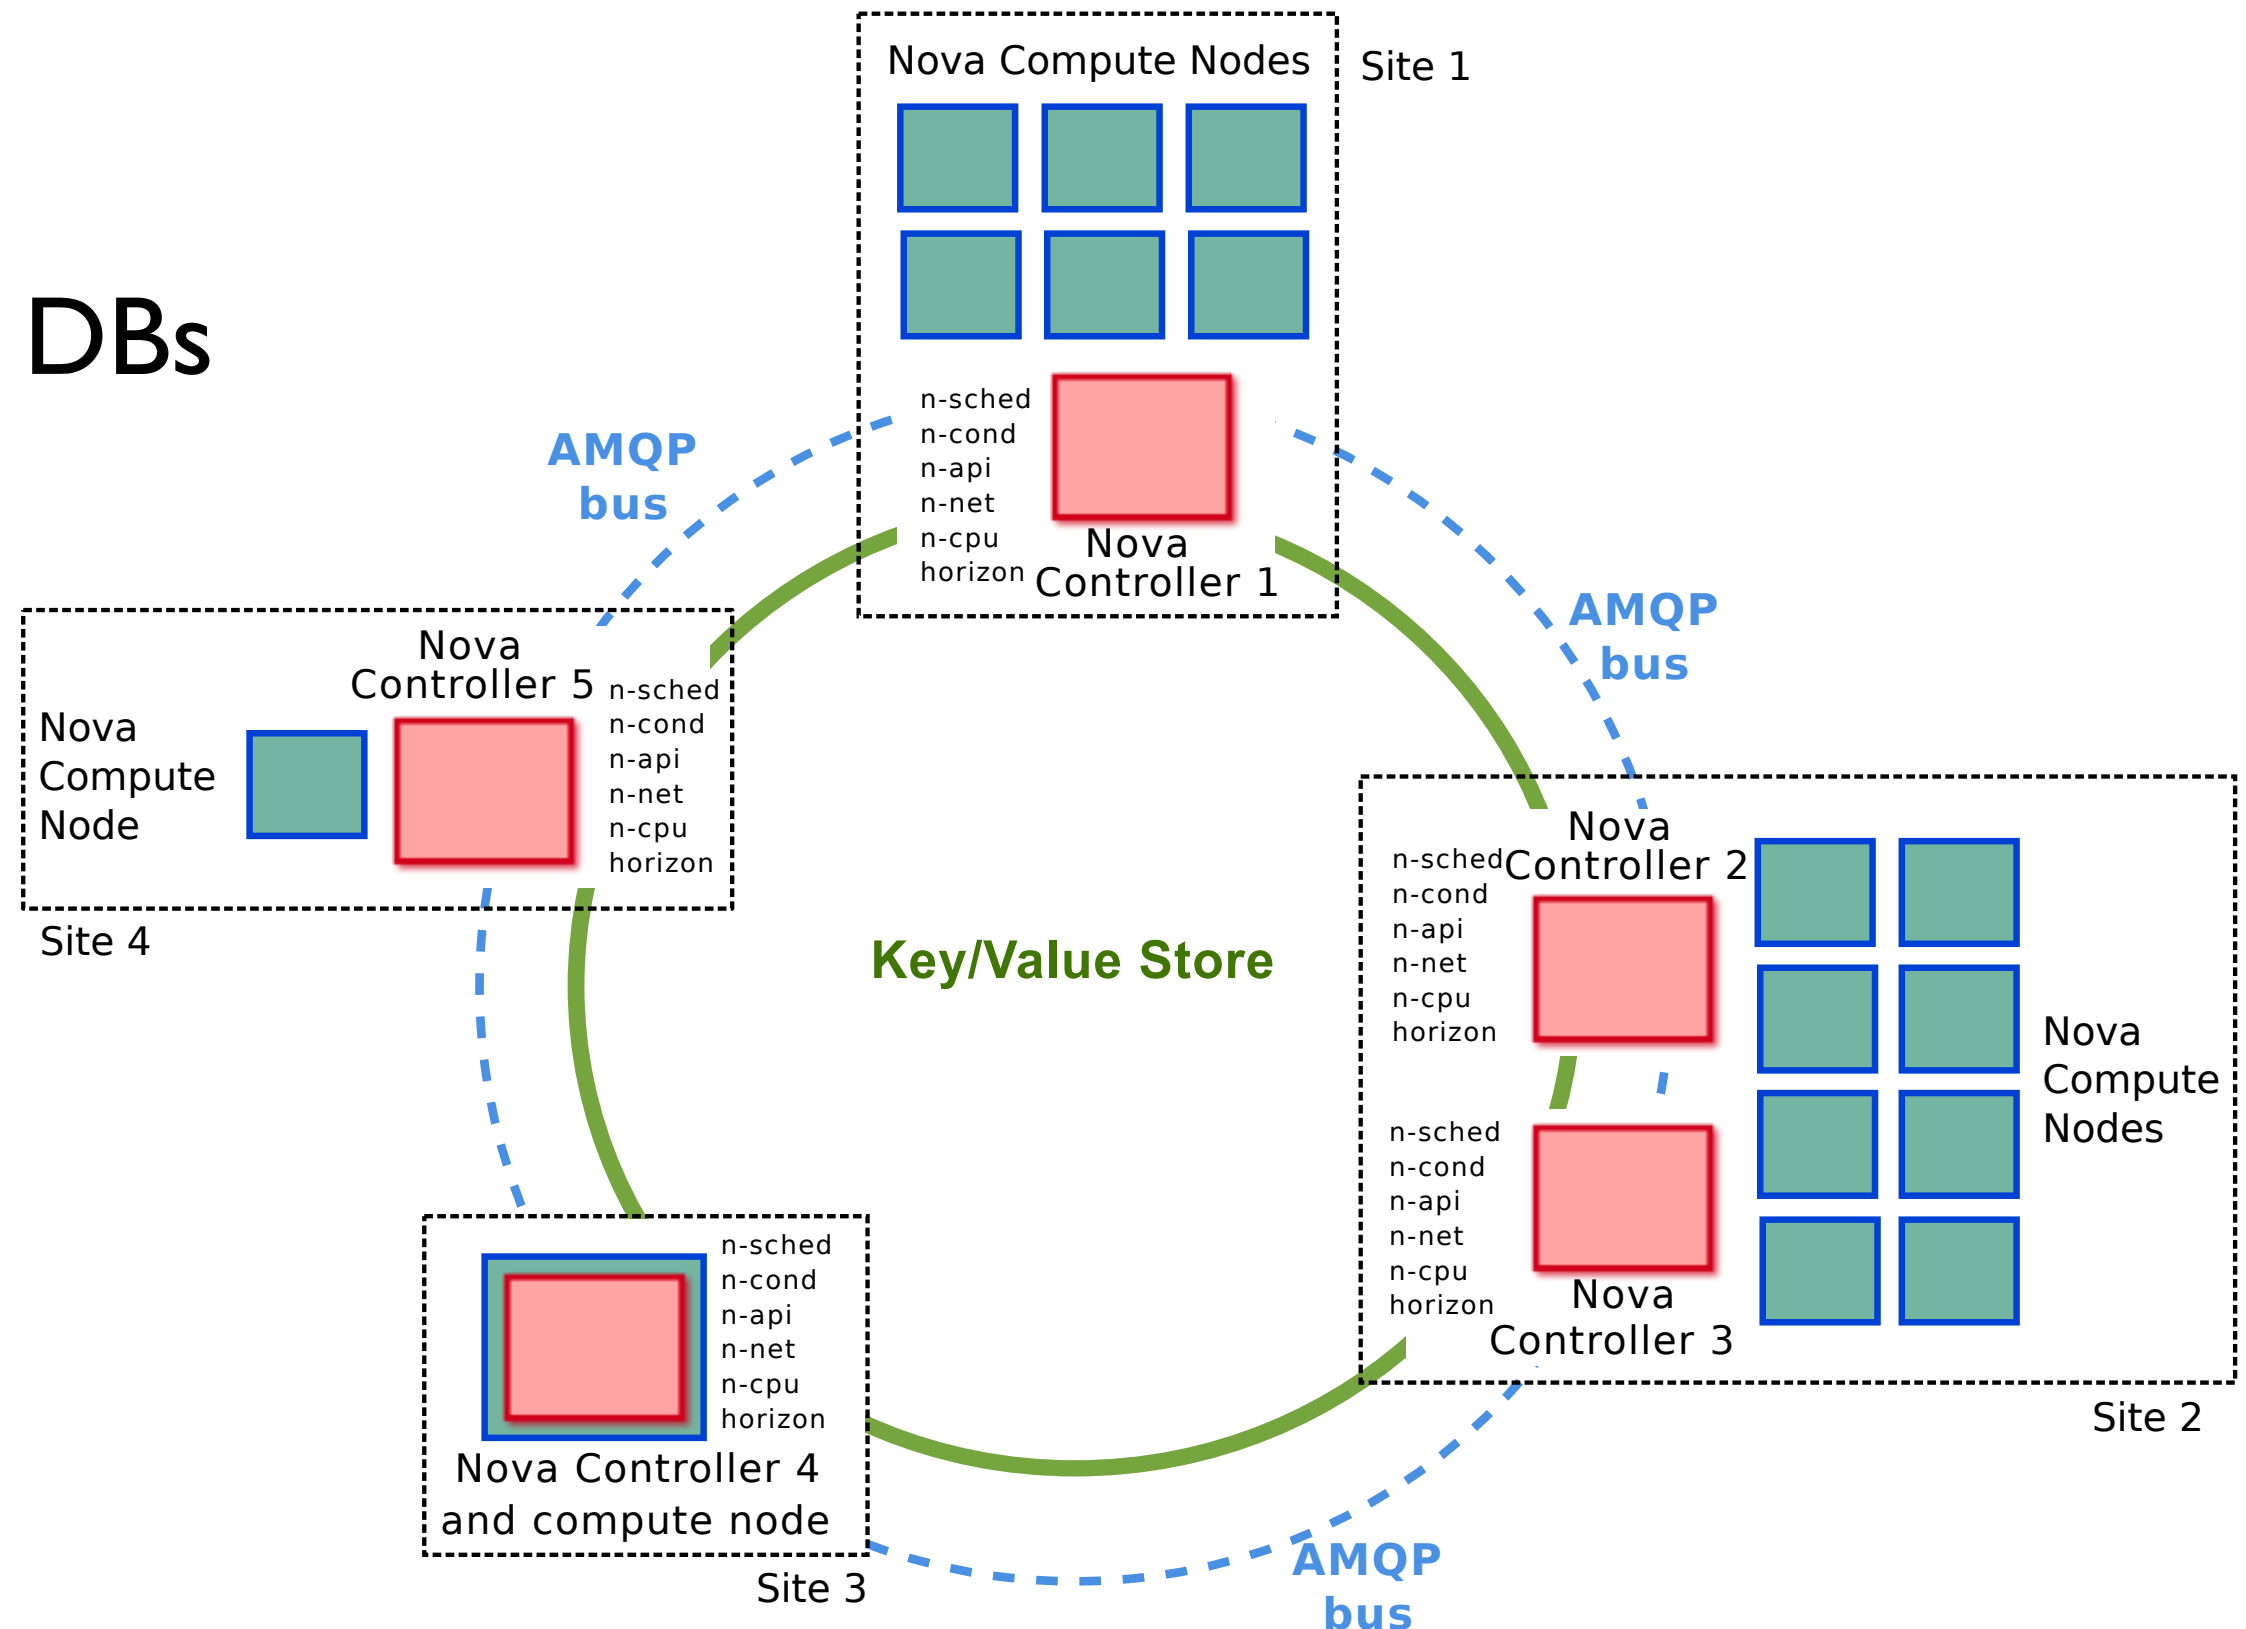 Nova Compute Nodes
Site 1
DBs
n-sched
n-cond
n-api
n-net
n-cpu
horizon
Nova
Controller 1
AMQP
bus
AMQP
bus
Nova
Controller 5
n-sched
n-cond
n-api
n-net
n-cpu
horizon
Nova
Compute
Node
Site 4
Key/Value Store
Nova
Controller 2
n-sched
n-cond
n-api
n-net
n-cpu
horizon
Nova
Compute
Nodes
n-sched
n-cond
n-api
n-net
n-cpu
horizon
Nova
Controller 3
Site 2
n-sched
n-cond
n-api
n-net
n-cpu
horizon
Nova Controller 4
and compute node
Site 3
AMQP
bus